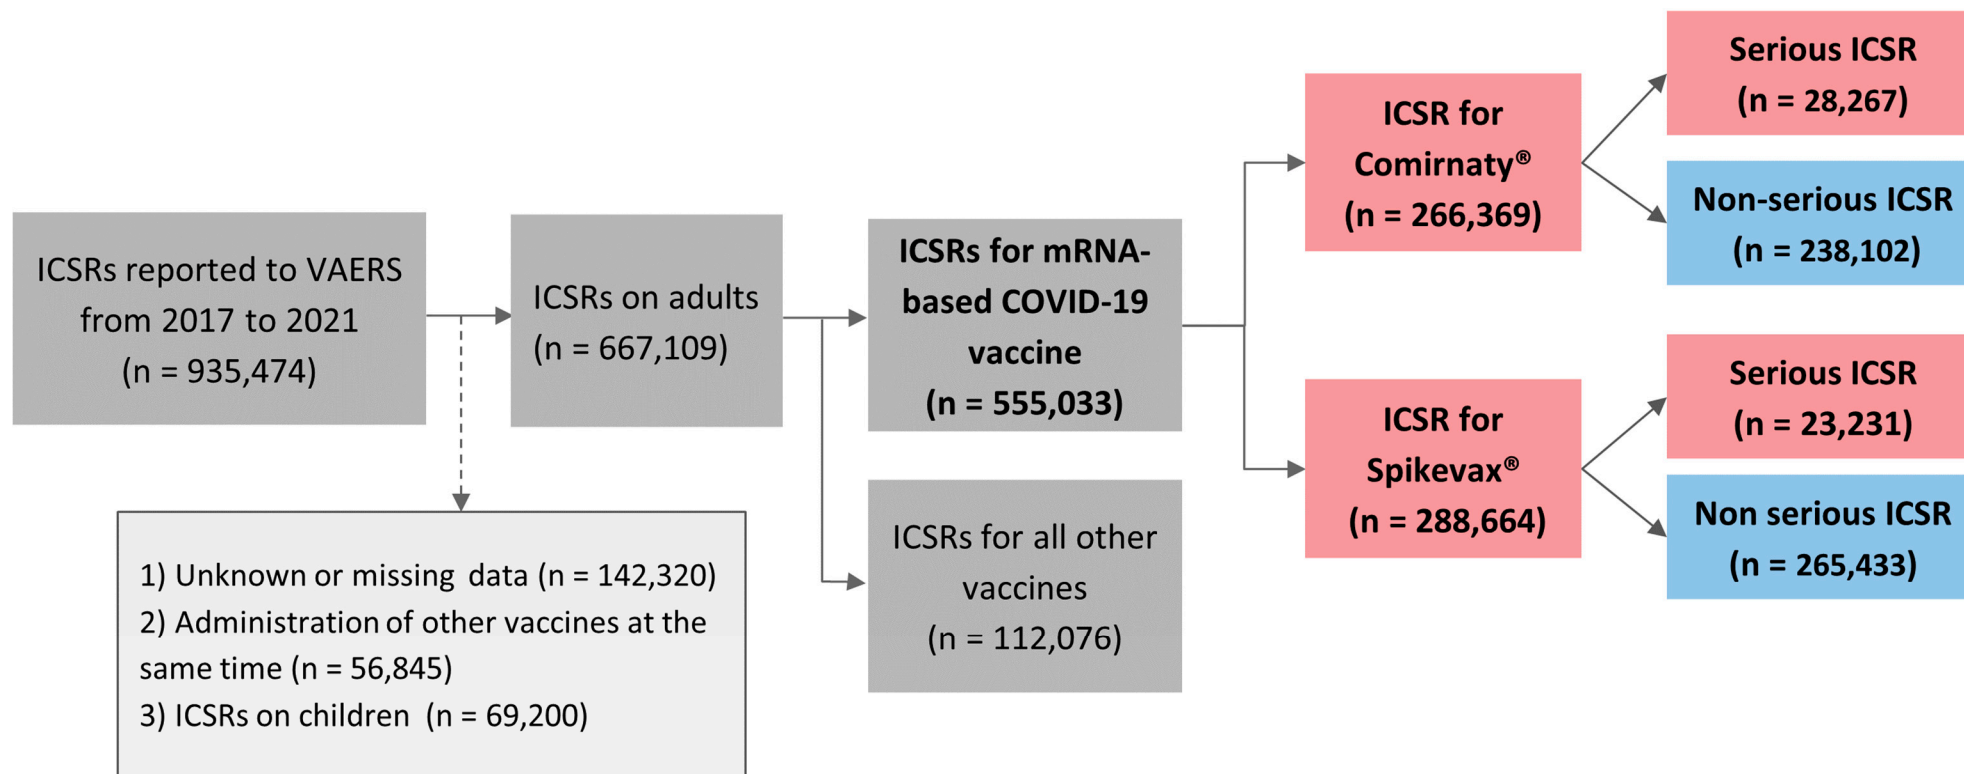 ICSRs reported to VAERS
from 2017 to 2021
(n = 935,474)
1) Unknown or missing data (n = 142,320)
2) Administration of other vaccines at the
same time (n = 56,845)
3) ICSRs on children (n = 69,200)
ICSRs on adults
(n = 667,109)
ICSRs for mRNA-
based COVID-19
vaccine
(n = 555,033)
ICSRs for all other
vaccines
(n = 112,076)
ICSR for
Comirnaty®
(n = 266,369)
Serious ICSR
(n = 28,267)
Non-serious ICSR
(n = 238,102)
ICSR for
Spikevax®
(n = 288,664)
Serious ICSR
(n = 23,231)
Non serious ICSR
(n = 265,433)